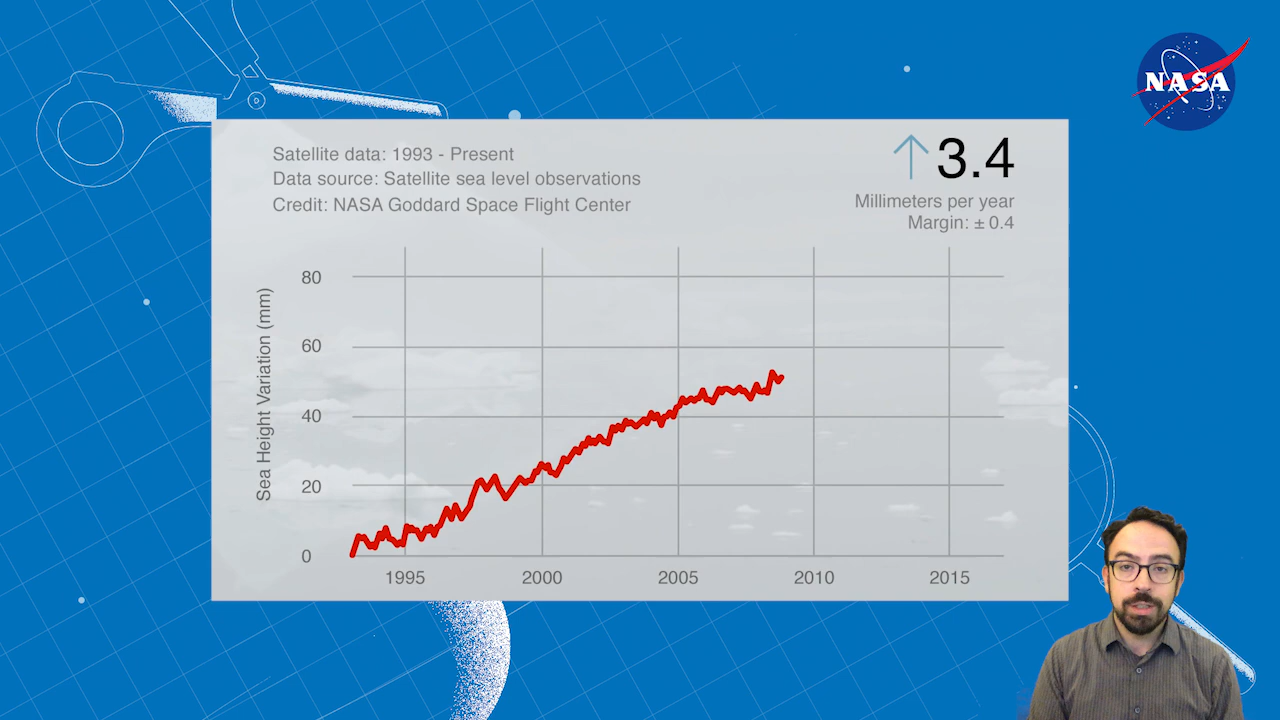 NASA
Satellite data: 1993 - Present
Data source: Satellite sea level observations
Credit: NASA Goddard Space Flight Center
3.4
Millimeters per year
Margin: ± 0.4
Sea Height Variation (mm)
80
60
40
20
0
1995 2000 2005 2010 2015